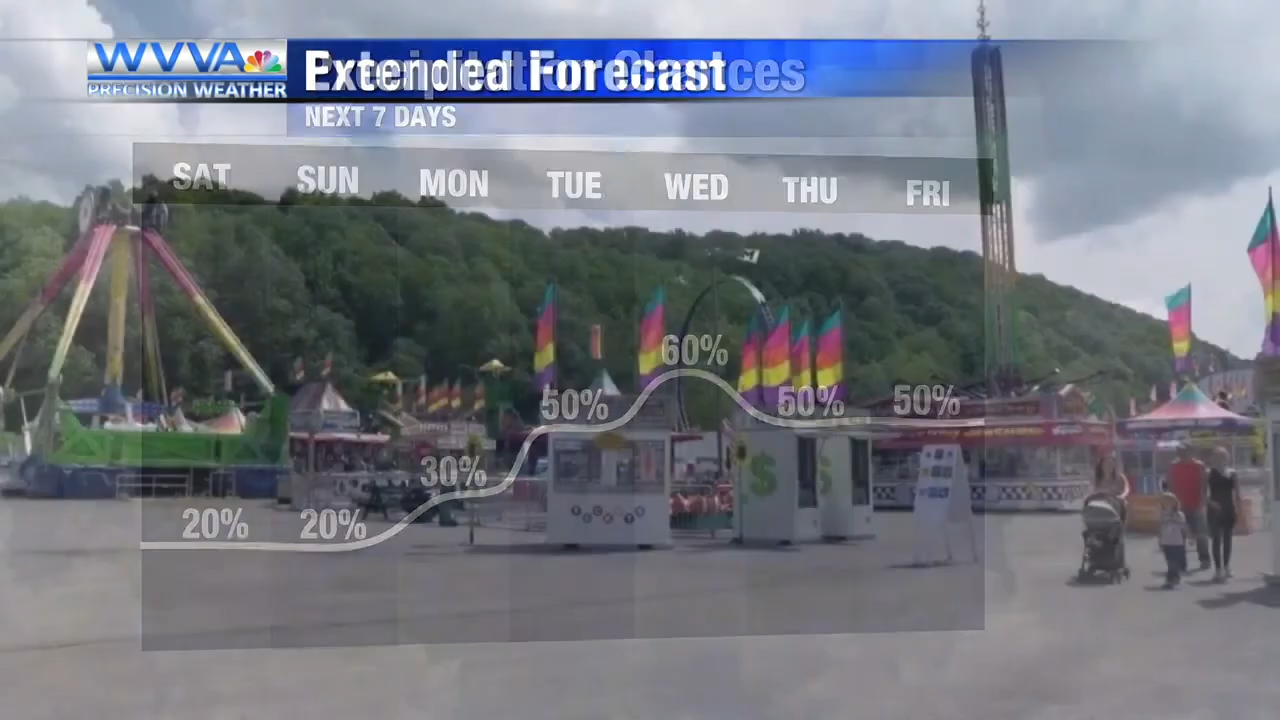 WVVA
PRECISION WEATHER
Extended Forecast
NEXT 7 DAYS
SAT SUN MON TUE WED THU FRI
60%
50% 50% 50%
30%
20% 20%
$ $
TICKETS